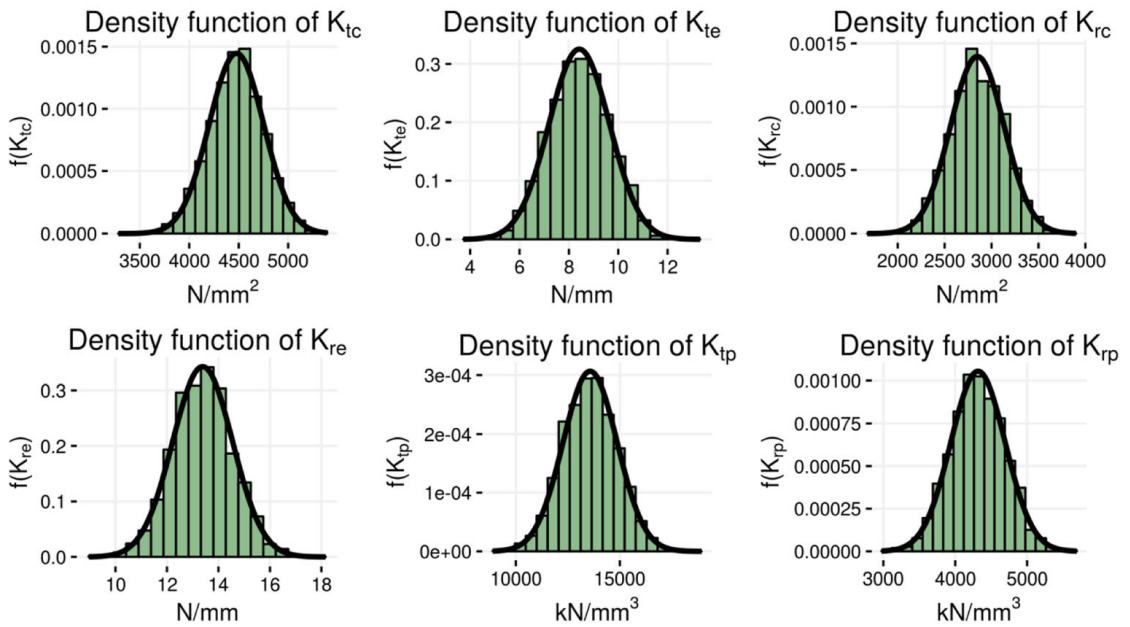 Density function of K_tc
f(K_tc)
0.0015
0.0010
0.0005
0.0000
3500 4000 4500 5000
N/mm²
Density function of K_te
f(K_te)
0.3
0.2
0.1
0.0
4 6 8 10 12
N/mm
Density function of K_rc
f(K_rc)
0.0015
0.0010
0.0005
0.0000
2000 2500 3000 3500 4000
N/mm²
Density function of K_re
f(K_re)
0.3
0.2
0.1
0.0
10 12 14 16 18
N/mm
Density function of K_tp
f(K_tp)
3e-04
2e-04
1e-04
0e+00
10000 15000
kN/mm³
Density function of K_rp
f(K_rp)
0.00100
0.00075
0.00050
0.00025
0.00000
3000 4000 5000
kN/mm³